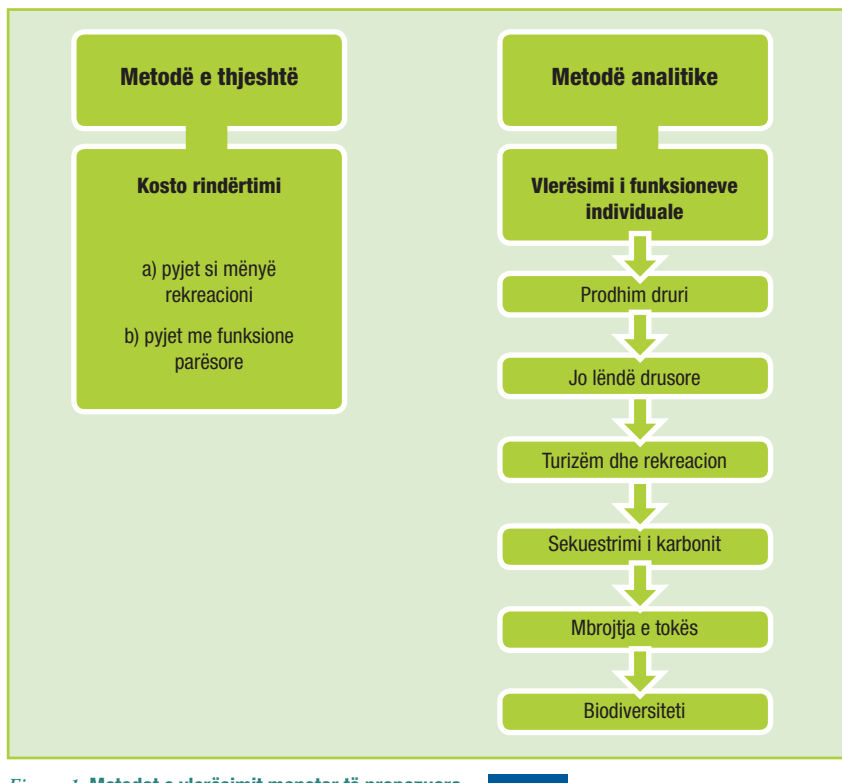 Metodë e thjeshtë
Kosto rindërtimi
a) pyjet si mënyë
rekreacioni
b) pyjet me funksione
parësore
Metodë analitike
Vlerësimi i funksioneve
individuale
Prodhim druri
Jo lëndë drusore
Turizëm dhe rekreacion
Sekuestrimi i karbonit
Mbrojtja e tokës
Biodiversiteti